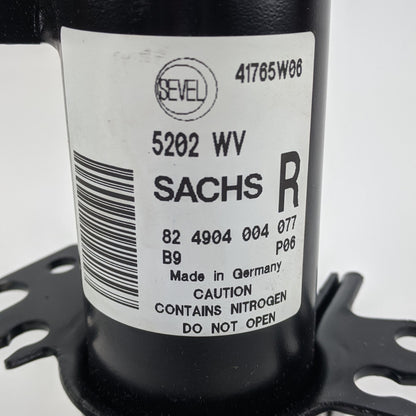 SEVEL
41765W06
5202 WV
SACHS R
82 4904 004 077
B9 P06
Made in Germany
CAUTION
CONTAINS NITROGEN
DO NOT OPEN